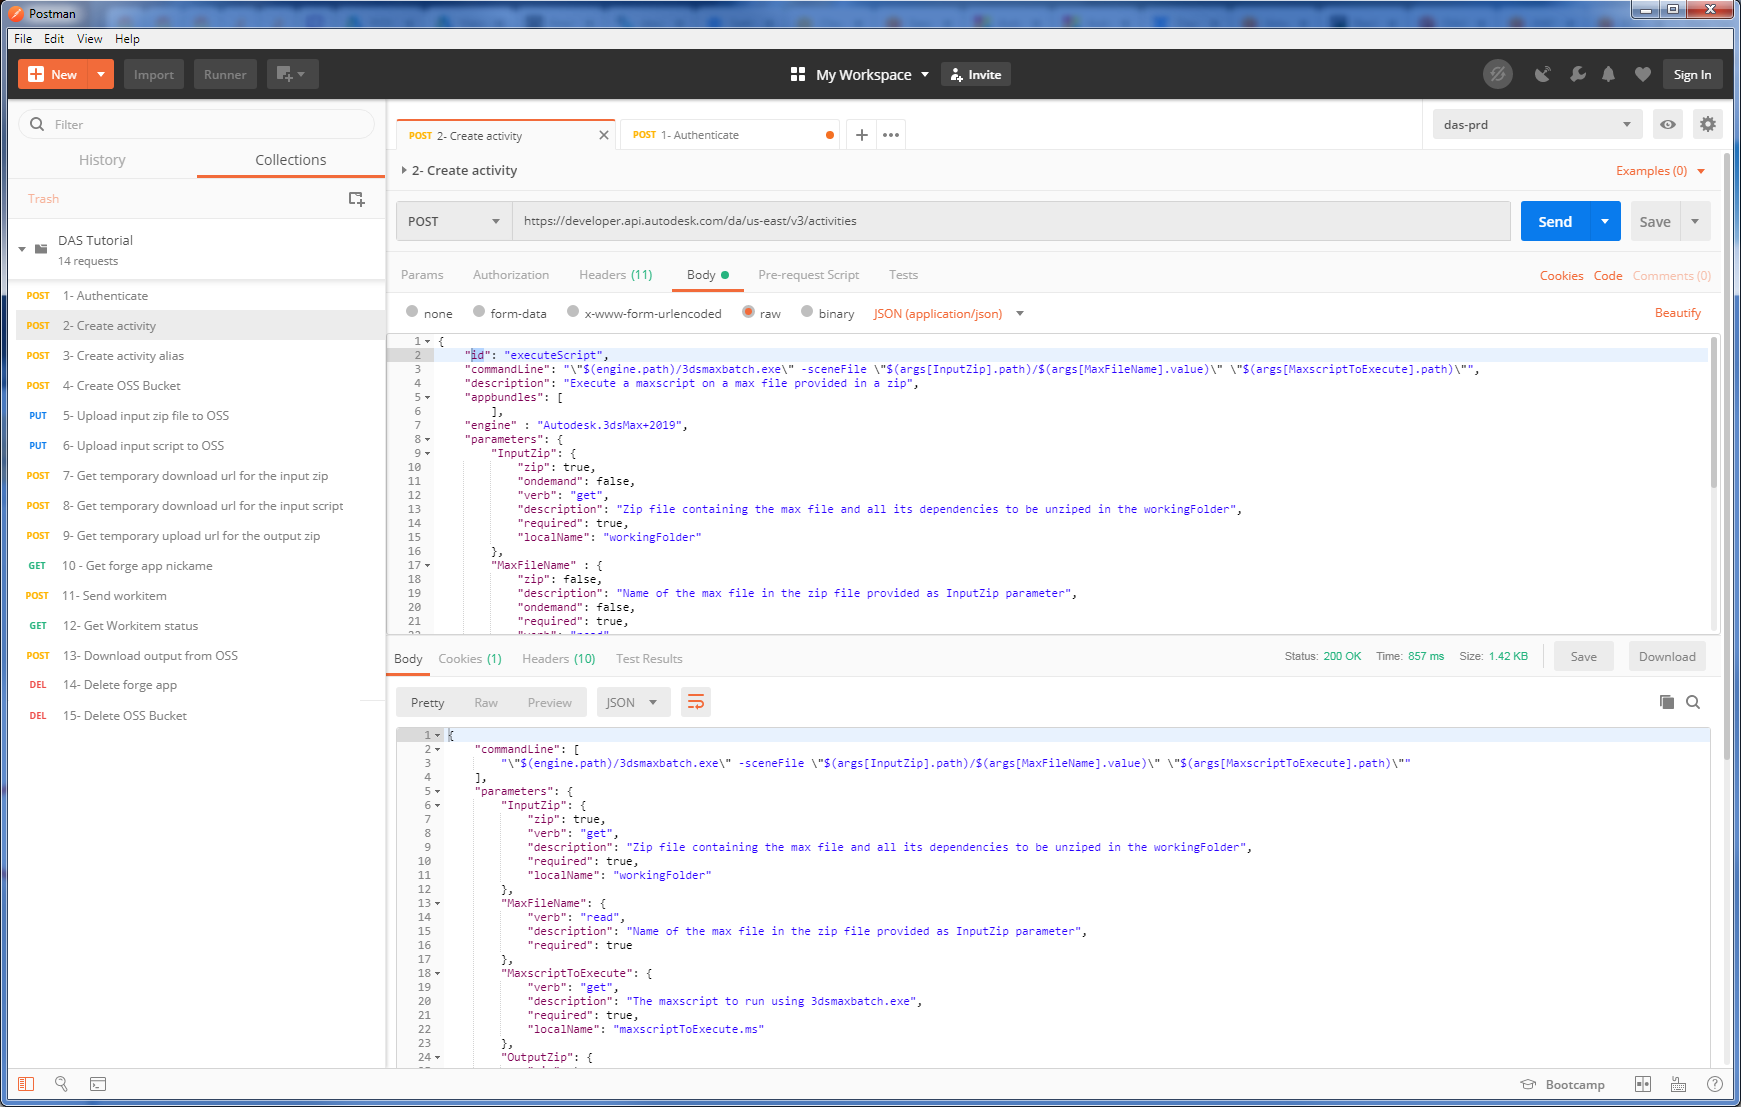 Postman
File Edit View Help
New Import Runner My Workspace Invite Sign In
Filter
History Collections
Trash
DAS Tutorial
14 requests
POST 1- Authenticate
POST 2- Create activity
POST 3- Create activity alias
POST 4- Create OSS Bucket
PUT 5- Upload input zip file to OSS
PUT 6- Upload input script to OSS
POST 7- Get temporary download url for the input zip
POST 8- Get temporary download url for the input script
POST 9- Get temporary upload url for the output zip
GET 10 - Get forge app nickame
POST 11- Send workitem
GET 12- Get Workitem status
POST 13- Download output from OSS
DEL 14- Delete forge app
DEL 15- Delete OSS Bucket
POST 2- Create activity POST 1- Authenticate das-prd
2- Create activity Examples (0)
POST https://developer.api.autodesk.com/da/us-east/v3/activities Send Save
Params Authorization Headers (11) Body Pre-request Script Tests Cookies Code Comments (0)
none form-data x-www-form-urlencoded raw binary JSON (application/json) Beautify
1 {
2 "id": "executeScript",
3 "commandLine": "\"$(engine.path)/3dsmaxbatch.exe\" -sceneFile \"$(args[InputZip].path)/$(args[MaxFileName].value)\" \"$(args[MaxscriptToExecute].path)\"",
4 "description": "Execute a maxscript on a max file provided in a zip",
5 "appbundles": [
6 ],
7 "engine" : "Autodesk.3dsMax+2019",
8 "parameters": {
9 "InputZip": {
10 "zip": true,
11 "ondemand": false,
12 "verb": "get",
13 "description": "Zip file containing the max file and all its dependencies to be unziped in the workingFolder",
14 "required": true,
15 "localName": "workingFolder"
16 },
17 "MaxFileName" : {
18 "zip": false,
19 "description": "Name of the max file in the zip file provided as InputZip parameter",
20 "ondemand": false,
21 "required": true,
22 "verb": "read"
Body Cookies (1) Headers (10) Test Results Status: 200 OK Time: 857 ms Size: 1.42 KB Save Download
Pretty Raw Preview JSON
1 {
2 "commandLine": [
3 "\"$(engine.path)/3dsmaxbatch.exe\" -sceneFile \"$(args[InputZip].path)/$(args[MaxFileName].value)\" \"$(args[MaxscriptToExecute].path)\""
4 ],
5 "parameters": {
6 "InputZip": {
7 "zip": true,
8 "verb": "get",
9 "description": "Zip file containing the max file and all its dependencies to be unziped in the workingFolder",
10 "required": true,
11 "localName": "workingFolder"
12 },
13 "MaxFileName": {
14 "verb": "read",
15 "description": "Name of the max file in the zip file provided as InputZip parameter",
16 "required": true
17 },
18 "MaxscriptToExecute": {
19 "verb": "get",
20 "description": "The maxscript to run using 3dsmaxbatch.exe",
21 "required": true,
22 "localName": "maxscriptToExecute.ms"
23 },
24 "OutputZip": {
Bootcamp